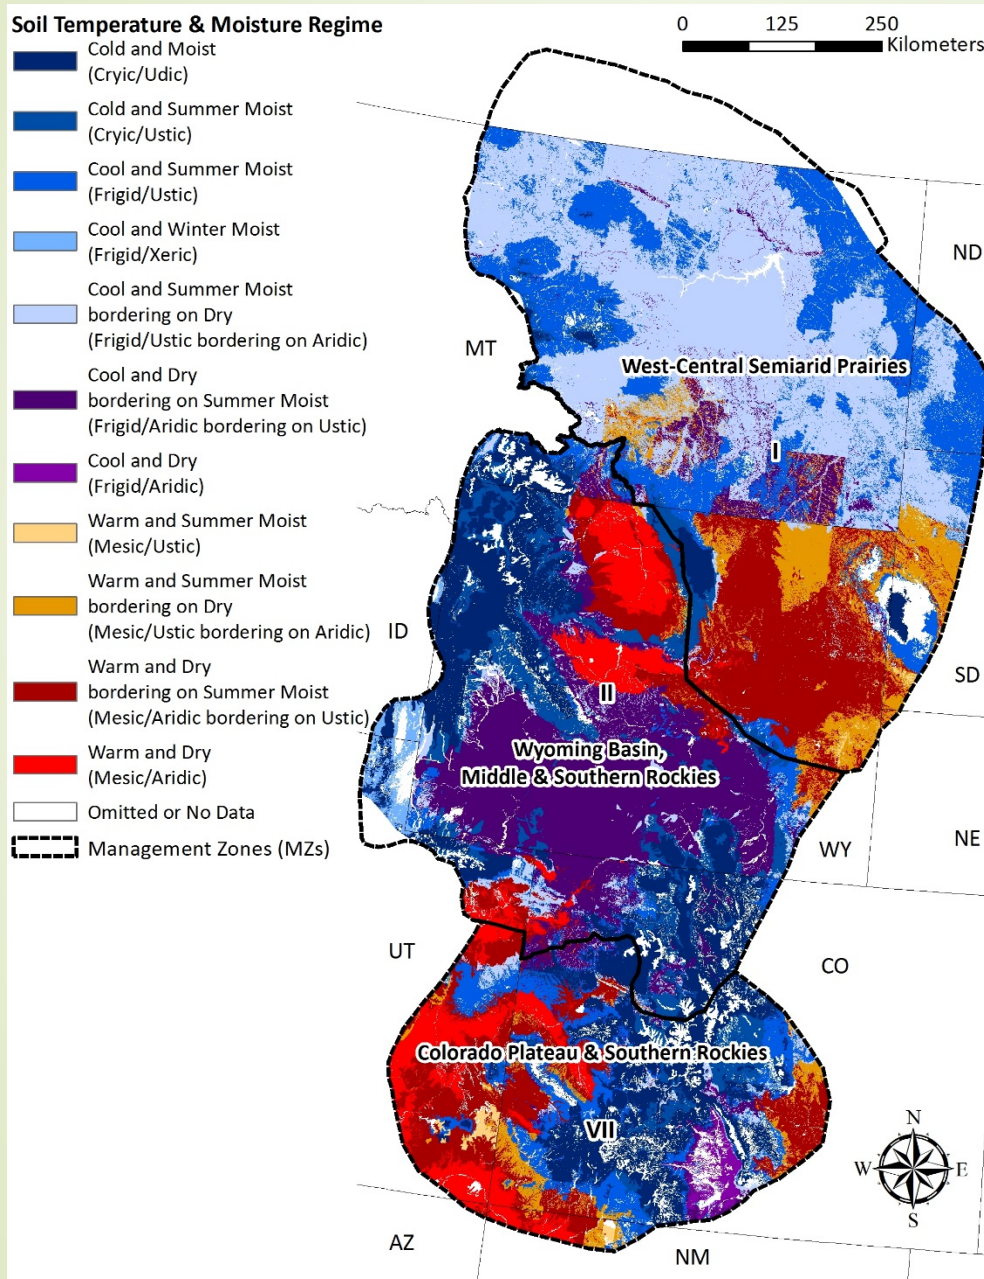 Soil Temperature & Moisture Regime
Cold and Moist
(Cryic/Udic)
Cold and Summer Moist
(Cryic/Ustic)
Cool and Summer Moist
(Frigid/Ustic)
Cool and Winter Moist
(Frigid/Xeric)
Cool and Summer Moist
bordering on Dry
(Frigid/Ustic bordering on Aridic)
Cool and Dry
bordering on Summer Moist
(Frigid/Aridic bordering on Ustic)
Cool and Dry
(Frigid/Aridic)
Warm and Summer Moist
(Mesic/Ustic)
Warm and Summer Moist
bordering on Dry
(Mesic/Ustic bordering on Aridic)
Warm and Dry
bordering on Summer Moist
(Mesic/Aridic bordering on Ustic)
Warm and Dry
(Mesic/Aridic)
Omitted or No Data
Management Zones (MZs)
0 125 250
Kilometers
ND
MT
West-Central Semiarid Prairies
I
ID
SD
II
Wyoming Basin,
Middle & Southern Rockies
WY
NE
UT
CO
Colorado Plateau & Southern Rockies
VII
N
W E
S
AZ
NM